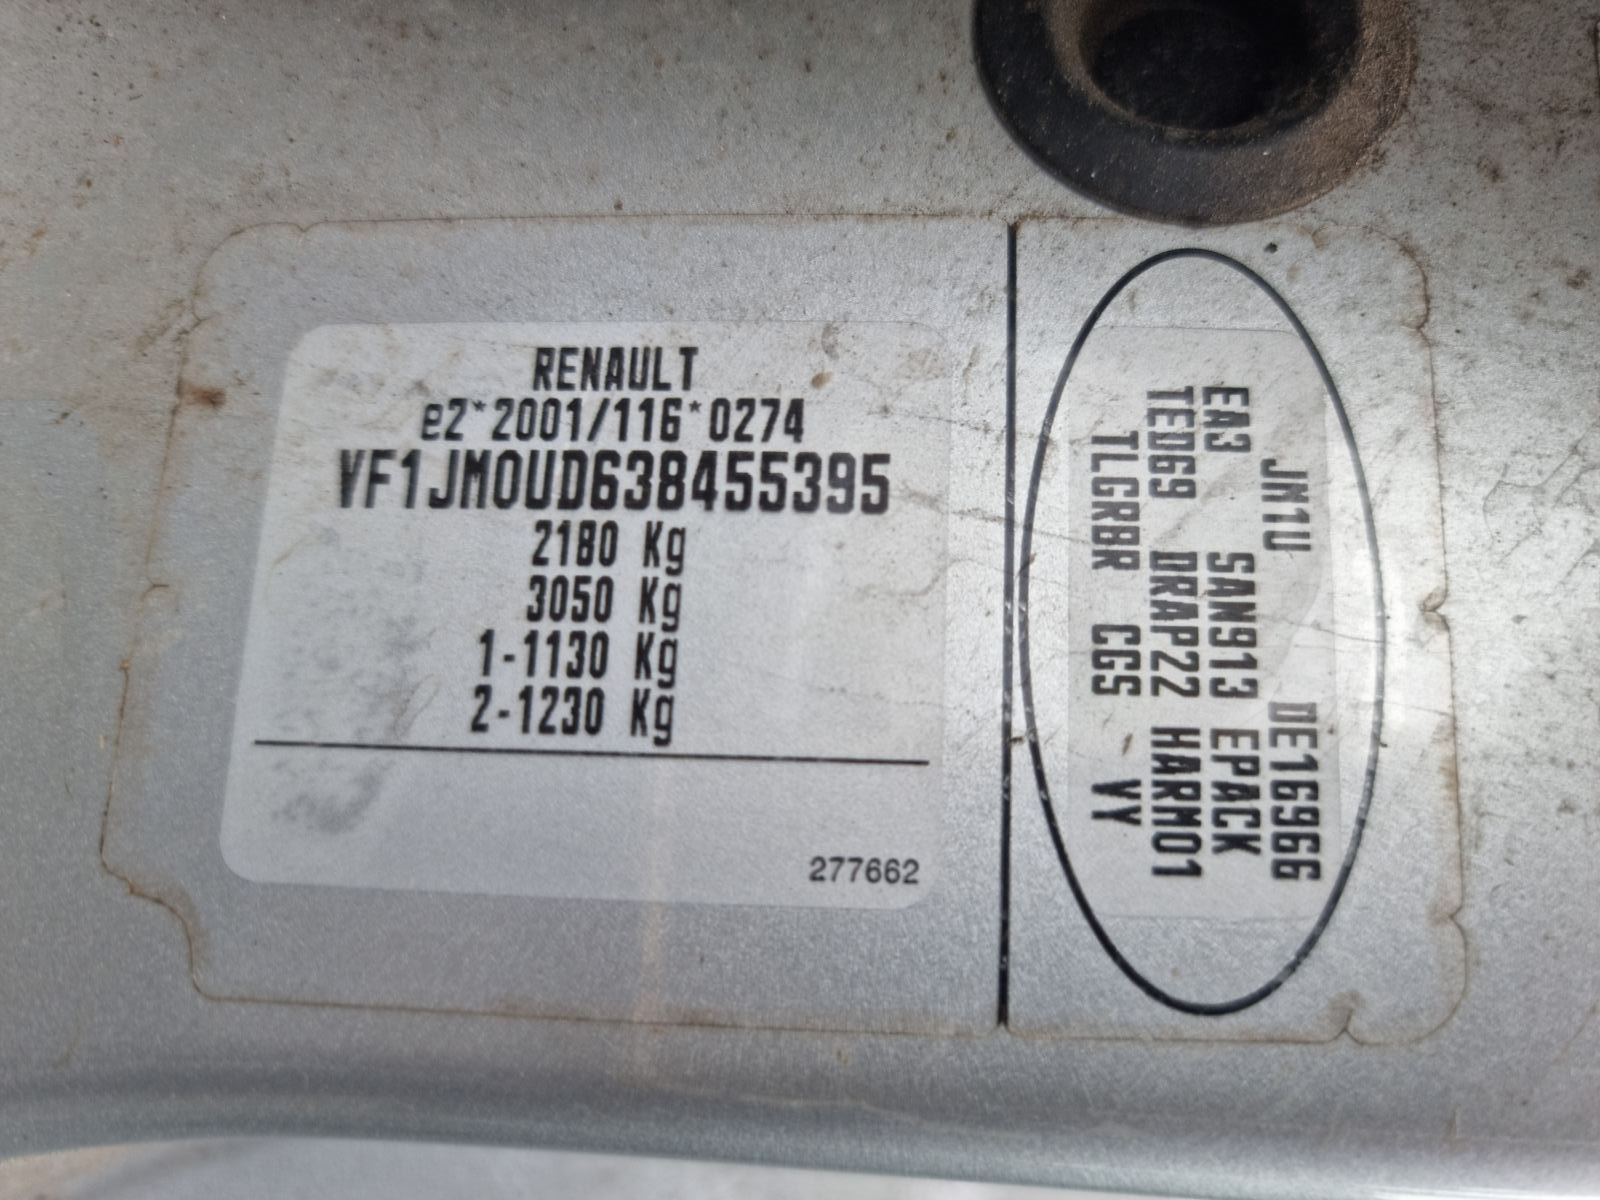 RENAULT
e2*2001/116*0274
VF1JM0UD638455395
2180 Kg
3050 Kg
1-1130 Kg
2-1230 Kg
277662
JM1U DE16966
EA3 SAN913 EPACK
TED69 DRAP22 HARM01
TLGRBR CGS VY